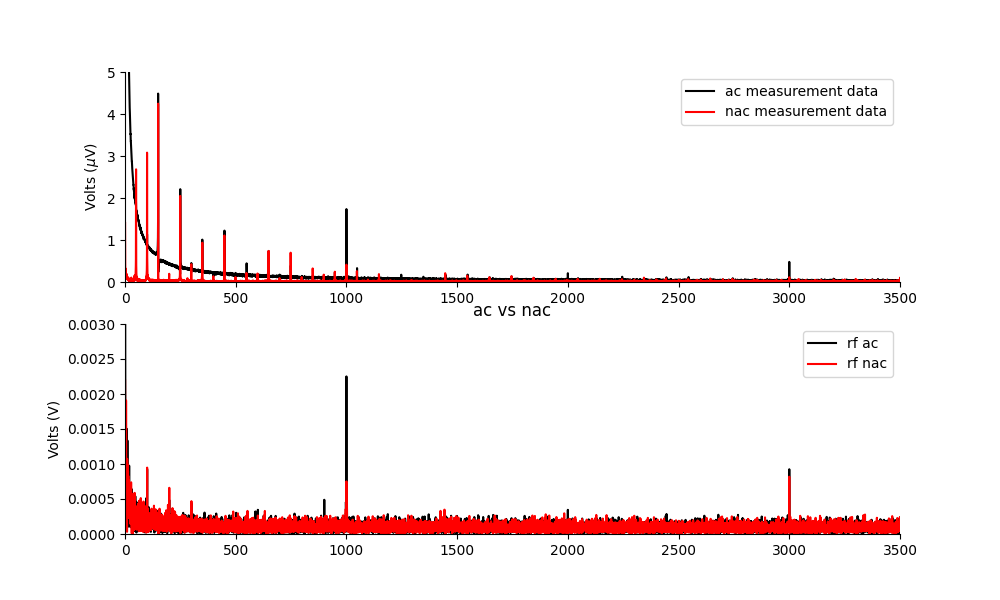 5
4
3
2
1
0
Volts (μV)
ac measurement data
nac measurement data
0 500 1000 1500 2000 2500 3000 3500
ac vs nac
0.0030
0.0025
0.0020
0.0015
0.0010
0.0005
0.0000
Volts (V)
rf ac
rf nac
0 500 1000 1500 2000 2500 3000 3500